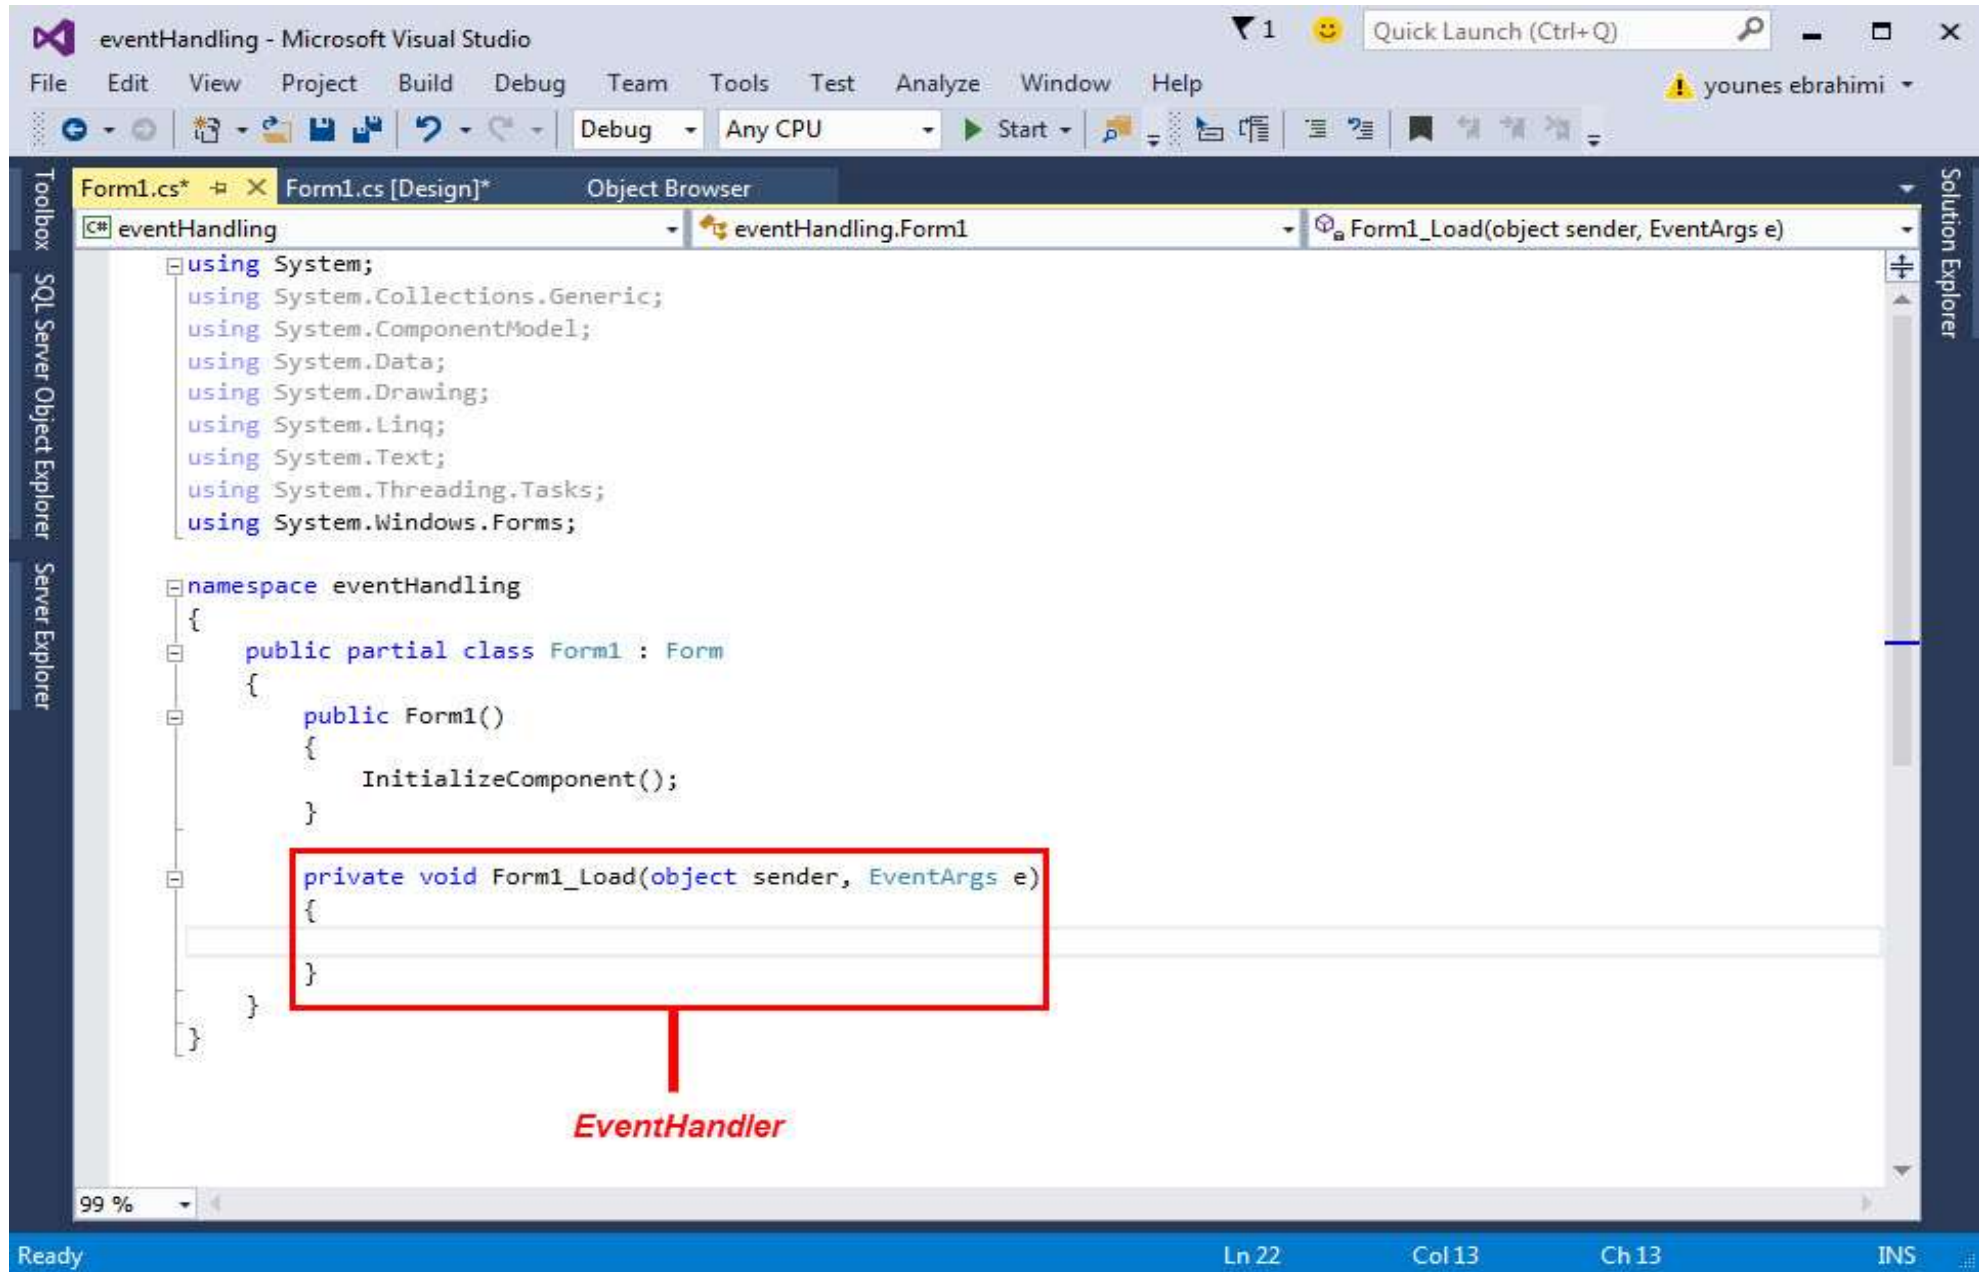 eventHandling - Microsoft Visual Studio
1
Quick Launch (Ctrl+Q)
File Edit View Project Build Debug Team Tools Test Analyze Window Help
younes ebrahimi
Debug Any CPU Start
Form1.cs* Form1.cs [Design]* Object Browser
C# eventHandling eventHandling.Form1 Form1_Load(object sender, EventArgs e)
Toolbox
SQL Server Object Explorer
Server Explorer
Solution Explorer
using System;
using System.Collections.Generic;
using System.ComponentModel;
using System.Data;
using System.Drawing;
using System.Linq;
using System.Text;
using System.Threading.Tasks;
using System.Windows.Forms;
namespace eventHandling
{
public partial class Form1 : Form
{
public Form1()
{
InitializeComponent();
}
private void Form1_Load(object sender, EventArgs e)
{
}
}
}
EventHandler
99 %
Ready Ln 22 Col 13 Ch 13 INS